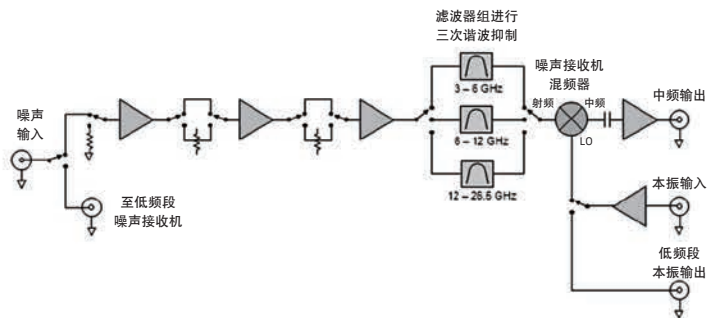 滤波器组进行
三次谐波抑制
3 – 6 GHz
6 – 12 GHz
12 – 26.5 GHz
噪声接收机
混频器
射频
中频
LO
中频输出
噪声
输入
至低频段
噪声接收机
本振输入
低频段
本振输出